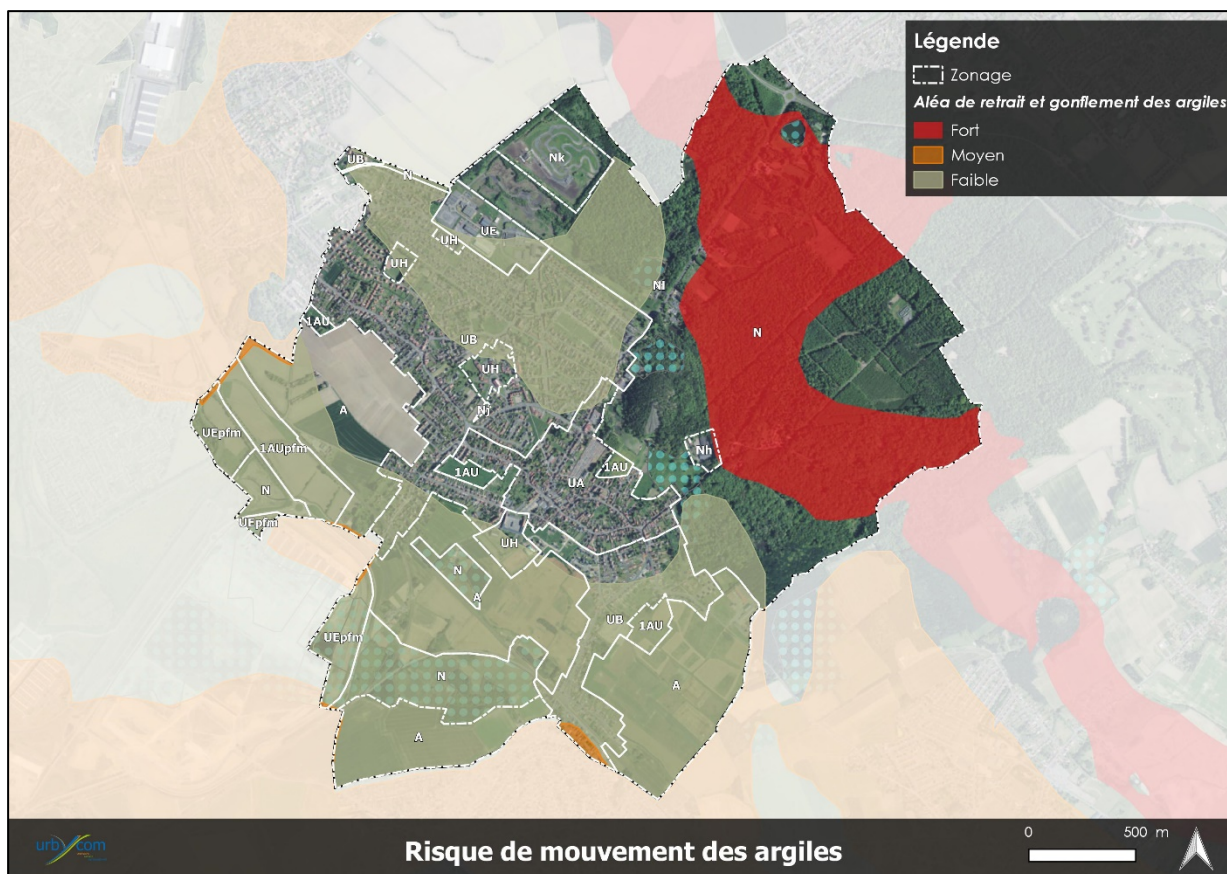 Légende
Zonage
Aléa de retrait et gonflement des argiles
Fort
Moyen
Faible
UB
N
Nk
UE
UH
UH
Nl
1AU
UB
UH
N
A
Nj
UEpfm
1AUpfm
1AU
1AU
Nh
UA
N
UEpfm
UH
N
A
UB
1AU
UEpfm
N
A
A
urbycom
Risque de mouvement des argiles
0 500 m